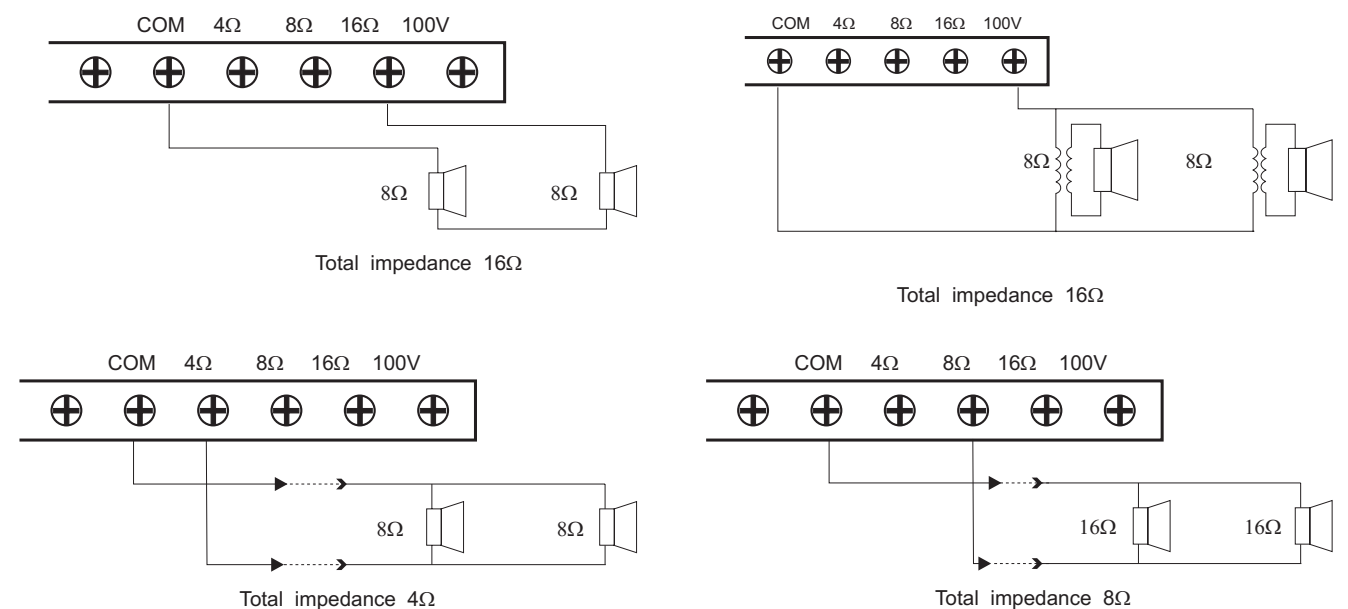 COM 4Ω 8Ω 16Ω 100V
8Ω 8Ω
Total impedance 16Ω
COM 4Ω 8Ω 16Ω 100V
8Ω 8Ω
Total impedance 16Ω
COM 4Ω 8Ω 16Ω 100V
8Ω 8Ω
Total impedance 4Ω
COM 4Ω 8Ω 16Ω 100V
16Ω 16Ω
Total impedance 8Ω